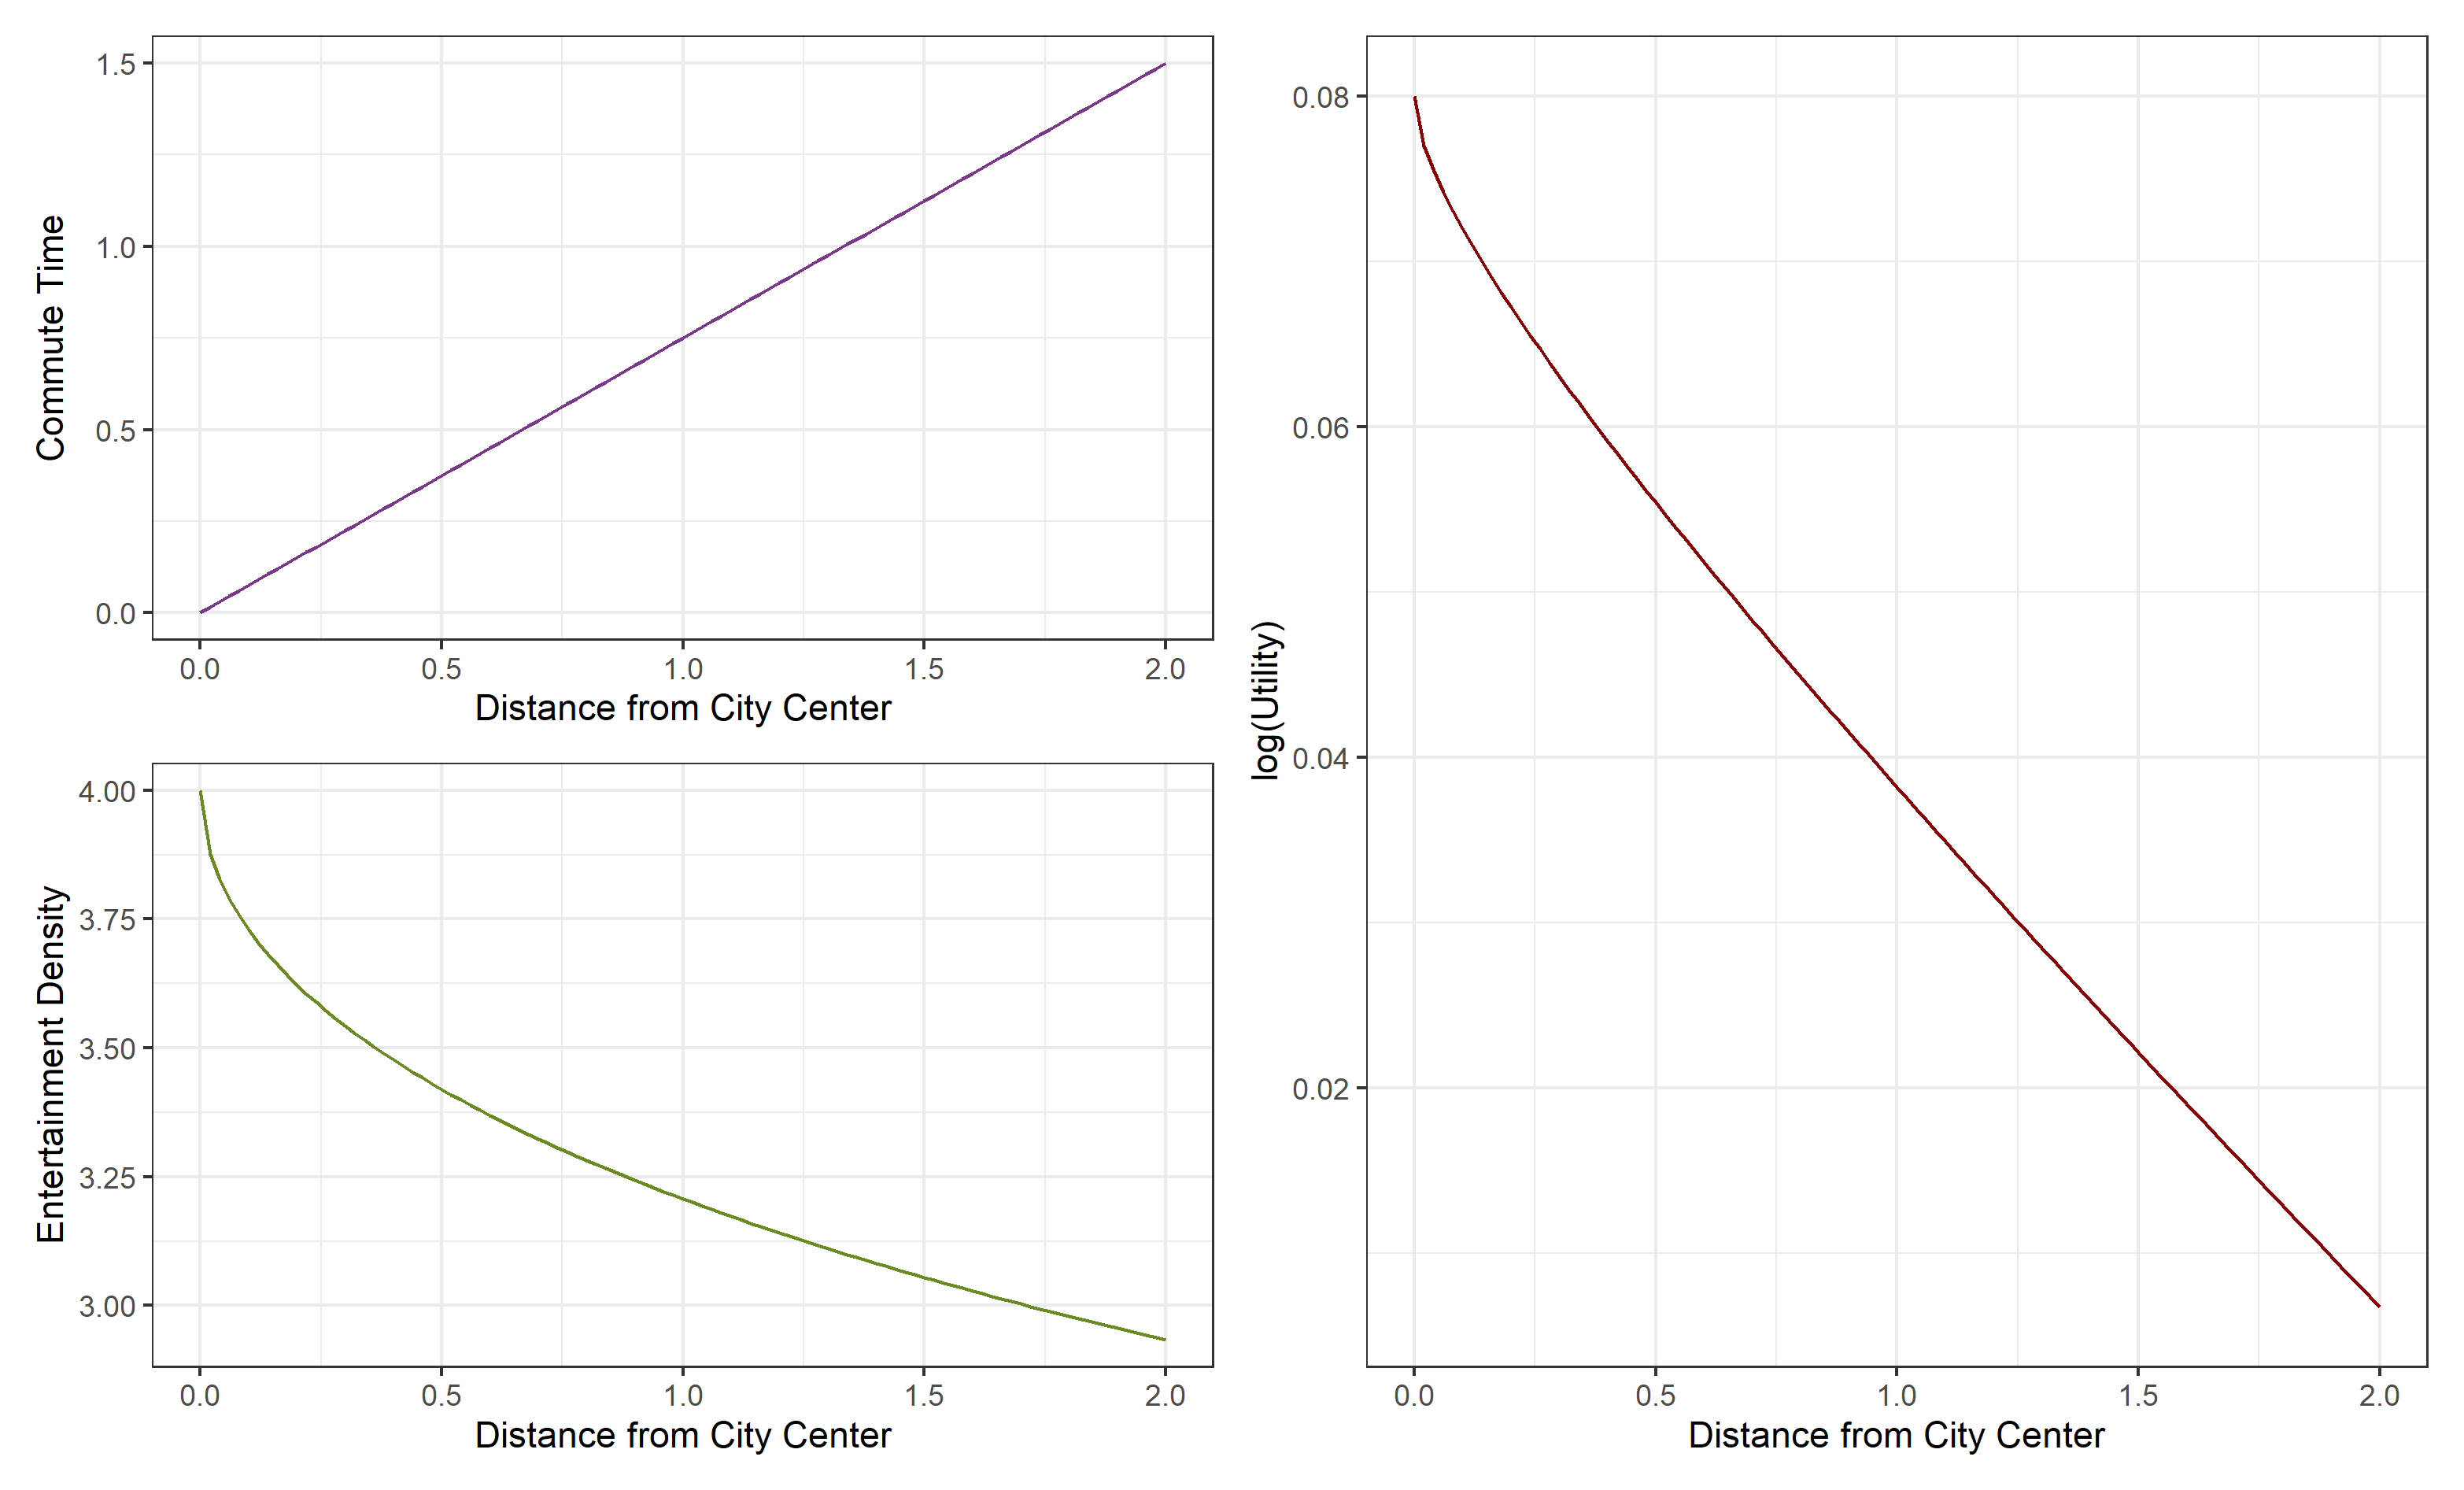 1.5
1.0
0.5
0.0
Commute Time
0.0 0.5 1.0 1.5 2.0
Distance from City Center
4.00
3.75
3.50
3.25
3.00
Entertainment Density
0.0 0.5 1.0 1.5 2.0
Distance from City Center
0.08
0.06
0.04
0.02
log(Utility)
0.0 0.5 1.0 1.5 2.0
Distance from City Center